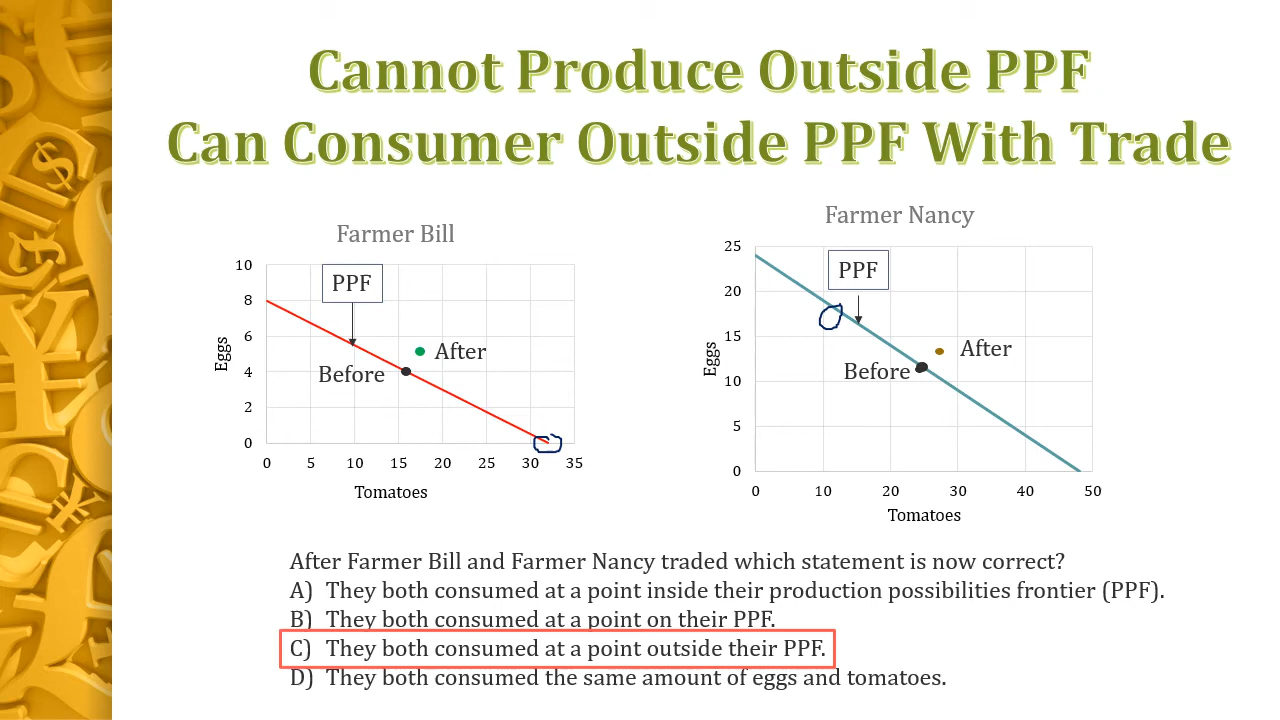 Cannot Produce Outside PPF
Can Consumer Outside PPF With Trade
Farmer Bill
PPF
10
8
6
4
2
0
Eggs
After
Before
0 5 10 15 20 25 30 35
Tomatoes
Farmer Nancy
PPF
25
20
15
10
5
0
Eggs
After
Before
0 10 20 30 40 50
Tomatoes
After Farmer Bill and Farmer Nancy traded which statement is now correct?
A) They both consumed at a point inside their production possibilities frontier (PPF).
B) They both consumed at a point on their PPF.
C) They both consumed at a point outside their PPF.
D) They both consumed the same amount of eggs and tomatoes.